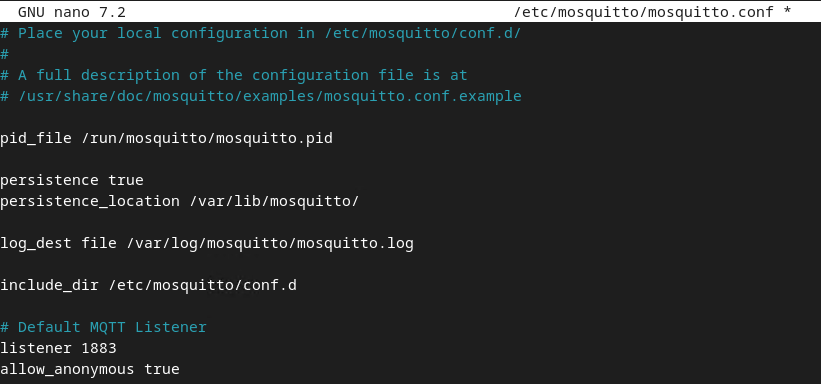 GNU nano 7.2 /etc/mosquitto/mosquitto.conf *
# Place your local configuration in /etc/mosquitto/conf.d/
#
# A full description of the configuration file is at
# /usr/share/doc/mosquitto/examples/mosquitto.conf.example
pid_file /run/mosquitto/mosquitto.pid
persistence true
persistence_location /var/lib/mosquitto/
log_dest file /var/log/mosquitto/mosquitto.log
include_dir /etc/mosquitto/conf.d
# Default MQTT Listener
listener 1883
allow_anonymous true